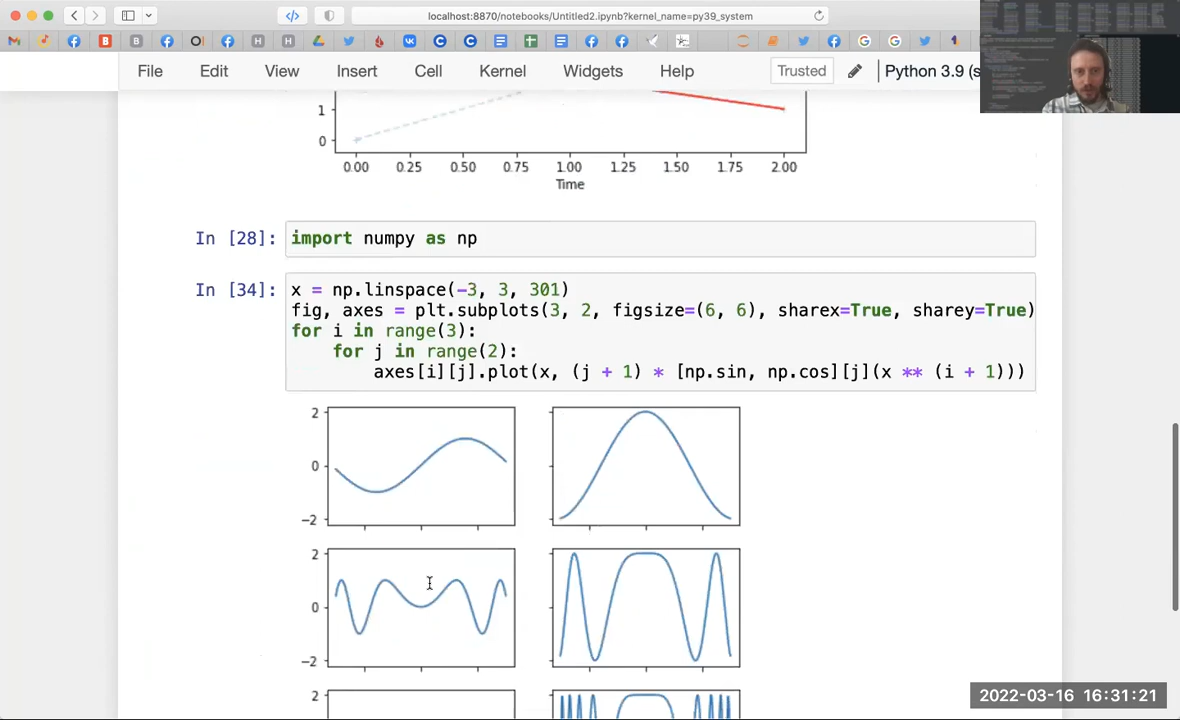 localhost:8870/notebooks/Untitled2.ipynb?kernel_name=py39_system
File Edit View Insert Cell Kernel Widgets Help Trusted Python 3.9 (s
1
0
0.00 0.25 0.50 0.75 1.00 1.25 1.50 1.75 2.00
Time
In [28]: import numpy as np
In [34]: x = np.linspace(-3, 3, 301)
fig, axes = plt.subplots(3, 2, figsize=(6, 6), sharex=True, sharey=True)
for i in range(3):
for j in range(2):
axes[i][j].plot(x, (j + 1) * [np.sin, np.cos][j](x ** (i + 1)))
2
0
−2
2
0
−2
2
2022-03-16 16:31:21